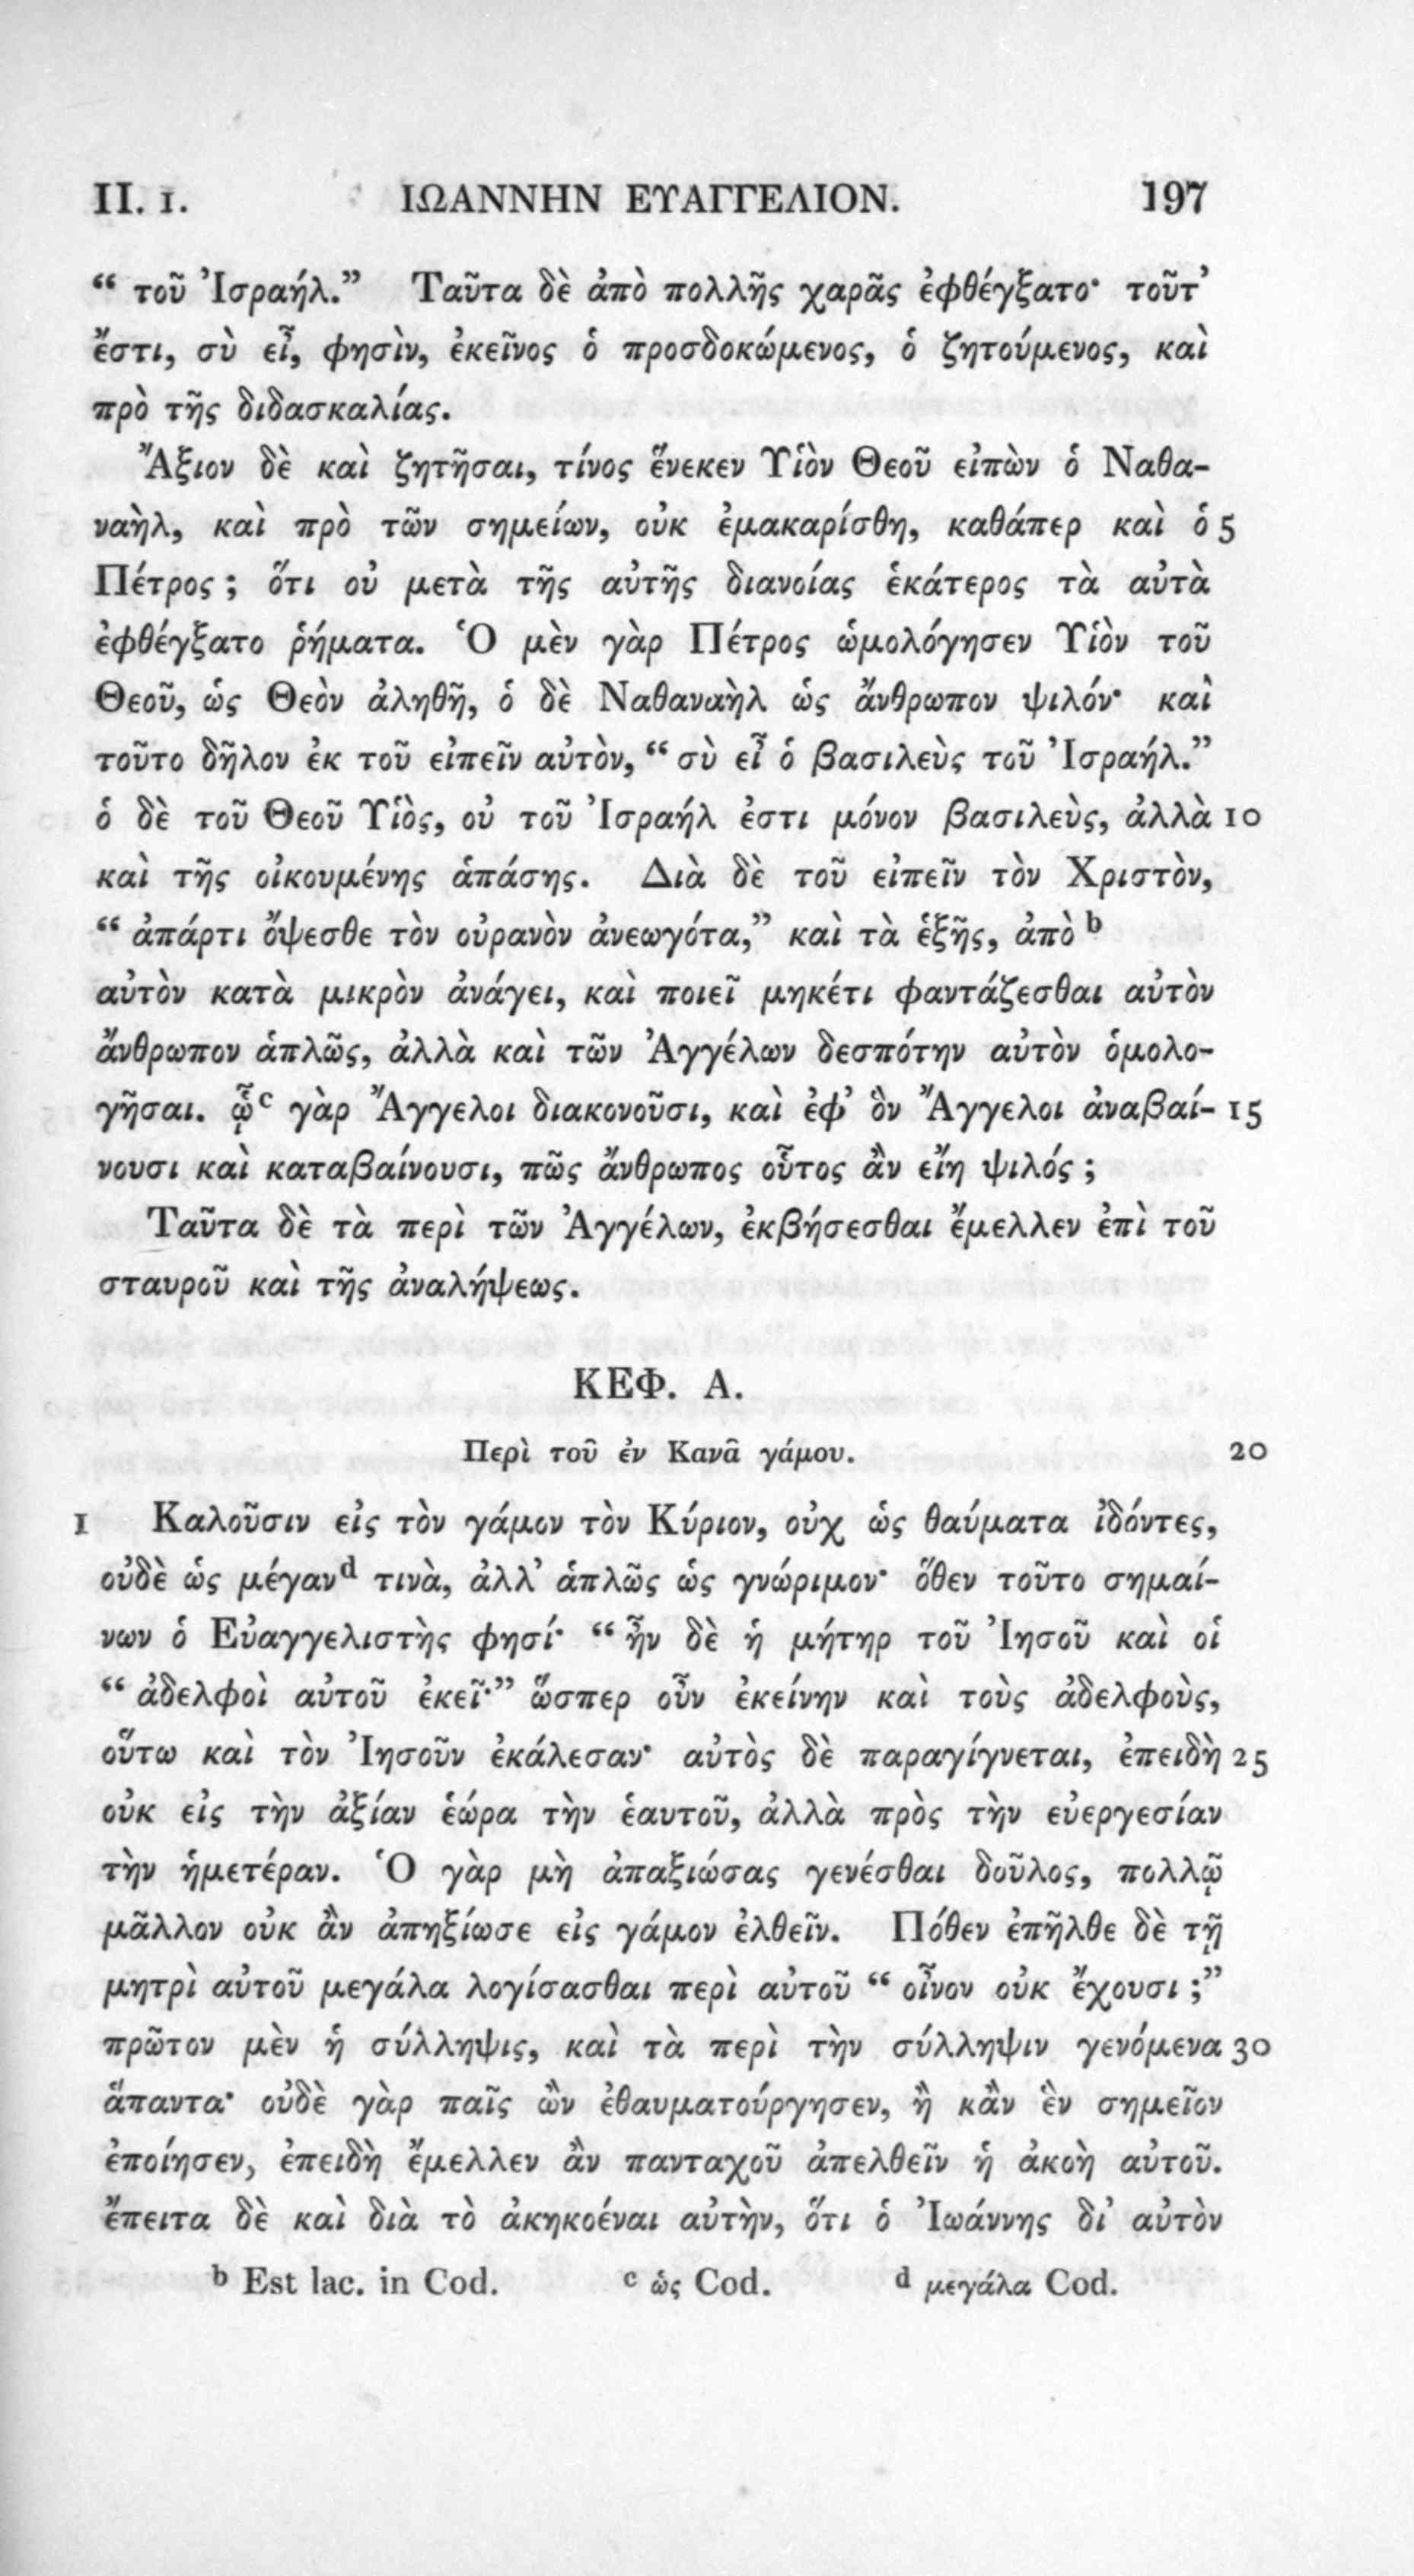 II. 1. ΙΩΑΝΝΗΝ ΕΥΑΓΓΕΛΙΟΝ. 197
“ τοῦ Ἰσραήλ.” Ταῦτα δὲ ἀπὸ πολλῆς χαρᾶς ἐφθέγξατο· τοῦτ’
ἔστι, σὺ εἶ, φησὶν, ἐκεῖνος ὁ προσδοκώμενος, ὁ ζητούμενος, καὶ
πρὸ τῆς διδασκαλίας.
Ἄξιον δὲ καὶ ζητῆσαι, τίνος ἕνεκεν Υἱὸν Θεοῦ εἰπὼν ὁ Ναθα-
ναὴλ, καὶ πρὸ τῶν σημείων, οὐκ ἐμακαρίσθη, καθάπερ καὶ ὁ 5
Πέτρος ; ὅτι οὐ μετὰ τῆς αὐτῆς διανοίας ἑκάτερος τὰ αὐτὰ
ἐφθέγξατο ῥήματα. Ὁ μὲν γὰρ Πέτρος ὡμολόγησεν Υἱὸν τοῦ
Θεοῦ, ὡς Θεὸν ἀληθῆ, ὁ δὲ Ναθαναὴλ ὡς ἄνθρωπον ψιλόν· καὶ
τοῦτο δῆλον ἐκ τοῦ εἰπεῖν αὐτὸν, “ σὺ εἶ ὁ βασιλεὺς τοῦ Ἰσραήλ.”
ὁ δὲ τοῦ Θεοῦ Υἱὸς, οὐ τοῦ Ἰσραήλ ἐστι μόνον βασιλεὺς, ἀλλὰ 10
καὶ τῆς οἰκουμένης ἁπάσης. Διὰ δὲ τοῦ εἰπεῖν τὸν Χριστὸν,
“ ἀπάρτι ὄψεσθε τὸν οὐρανὸν ἀνεωγότα,” καὶ τὰ ἑξῆς, ἀπὸ b
αὐτὸν κατὰ μικρὸν ἀνάγει, καὶ ποιεῖ μηκέτι φαντάζεσθαι αὐτὸν
ἄνθρωπον ἁπλῶς, ἀλλὰ καὶ τῶν Ἀγγέλων δεσπότην αὐτὸν ὁμολο-
γῆσαι. ᾧ c γὰρ Ἄγγελοι διακονοῦσι, καὶ ἐφ’ ὃν Ἄγγελοι ἀναβαί- 15
νουσι καὶ καταβαίνουσι, πῶς ἄνθρωπος οὗτος ἂν εἴη ψιλός ;
Ταῦτα δὲ τὰ περὶ τῶν Ἀγγέλων, ἐκβήσεσθαι ἔμελλεν ἐπὶ τοῦ
σταυροῦ καὶ τῆς ἀναλήψεως.
ΚΕΦ. Α.
Περὶ τοῦ ἐν Κανᾶ γάμου. 20
1 Καλοῦσιν εἰς τὸν γάμον τὸν Κύριον, οὐχ ὡς θαύματα ἰδόντες,
οὐδὲ ὡς μέγαν d τινὰ, ἀλλ’ ἁπλῶς ὡς γνώριμον· ὅθεν τοῦτο σημαί-
νων ὁ Εὐαγγελιστὴς φησί· “ ἦν δὲ ἡ μήτηρ τοῦ Ἰησοῦ καὶ οἱ
“ ἀδελφοὶ αὐτοῦ ἐκεῖ·” ὥσπερ οὖν ἐκείνην καὶ τοὺς ἀδελφοὺς,
οὕτω καὶ τὸν Ἰησοῦν ἐκάλεσαν· αὐτὸς δὲ παραγίγνεται, ἐπειδὴ 25
οὐκ εἰς τὴν ἀξίαν ἑώρα τὴν ἑαυτοῦ, ἀλλὰ πρὸς τὴν εὐεργεσίαν
τὴν ἡμετέραν. Ὁ γὰρ μὴ ἀπαξιώσας γενέσθαι δοῦλος, πολλῷ
μᾶλλον οὐκ ἂν ἀπηξίωσε εἰς γάμον ἐλθεῖν. Πόθεν ἐπῆλθε δὲ τῇ
μητρὶ αὐτοῦ μεγάλα λογίσασθαι περὶ αὐτοῦ “ οἶνον οὐκ ἔχουσι ;”
πρῶτον μὲν ἡ σύλληψις, καὶ τὰ περὶ τὴν σύλληψιν γενόμενα 30
ἅπαντα· οὐδὲ γὰρ παῖς ὢν ἐθαυματούργησεν, ἢ κἂν ἓν σημεῖον
ἐποίησεν, ἐπειδὴ ἔμελλεν ἂν πανταχοῦ ἀπελθεῖν ἡ ἀκοὴ αὐτοῦ.
ἔπειτα δὲ καὶ διὰ τὸ ἀκηκοέναι αὐτὴν, ὅτι ὁ Ἰωάννης δι’ αὐτὸν
b Est lac. in Cod. c ὡς Cod. d μεγάλα Cod.